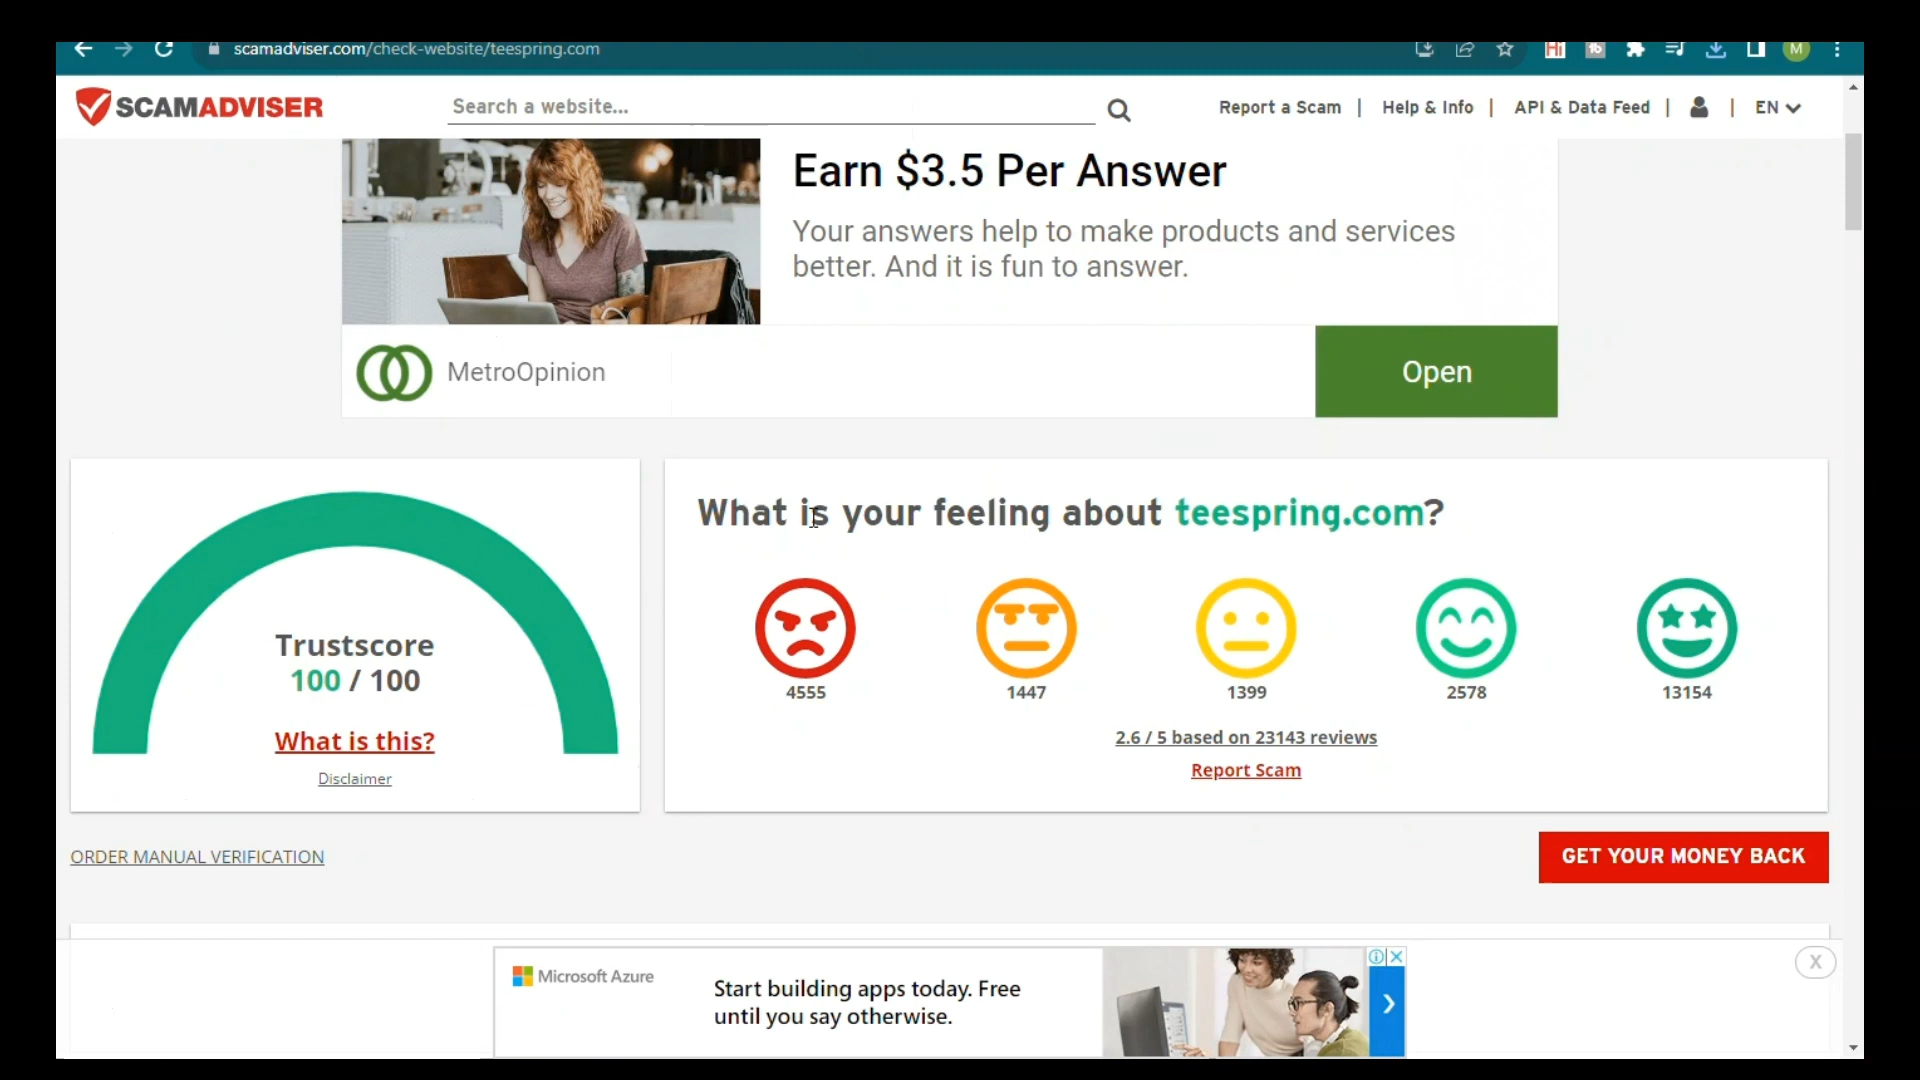 scamadviser.com/check-website/teespring.com
Hi
16
M
SCAMADVISER
Search a website...
Report a Scam |
Help & Info |
API & Data Feed |
|
EN
Earn $3.5 Per Answer
Your answers help to make products and services
better. And it is fun to answer.
MetroOpinion
Open
Trustscore
100 / 100
What is this?
Disclaimer
What is your feeling about teespring.com?
4555
1447
1399
2578
13154
2.6 / 5 based on 23143 reviews
Report Scam
ORDER MANUAL VERIFICATION
GET YOUR MONEY BACK
Microsoft Azure
Start building apps today. Free
until you say otherwise.
X